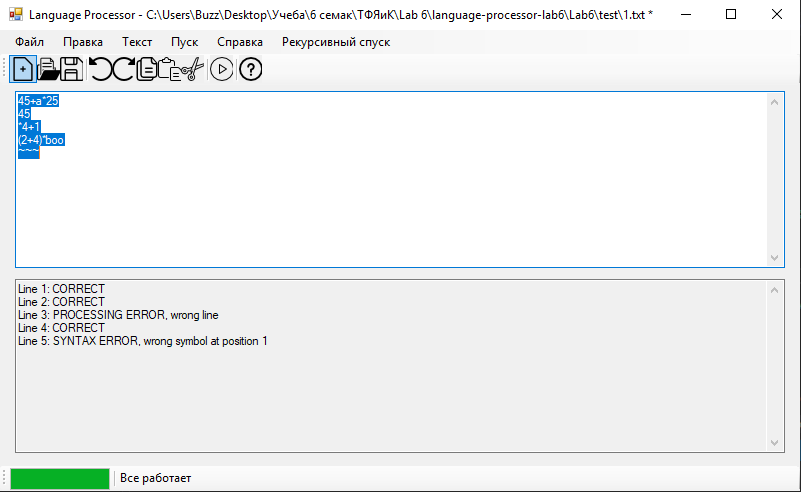 Language Processor - C:\Users\Buzz\Desktop\Учеба\6 семак\ТФЯиК\Lab 6\language-processor-lab6\Lab6\test\1.txt *
Файл Правка Текст Пуск Справка Рекурсивный спуск
45+a*25
45
*4+1
(2+4)*boo
~~~
Line 1: CORRECT
Line 2: CORRECT
Line 3: PROCESSING ERROR, wrong line
Line 4: CORRECT
Line 5: SYNTAX ERROR, wrong symbol at position 1
Все работает